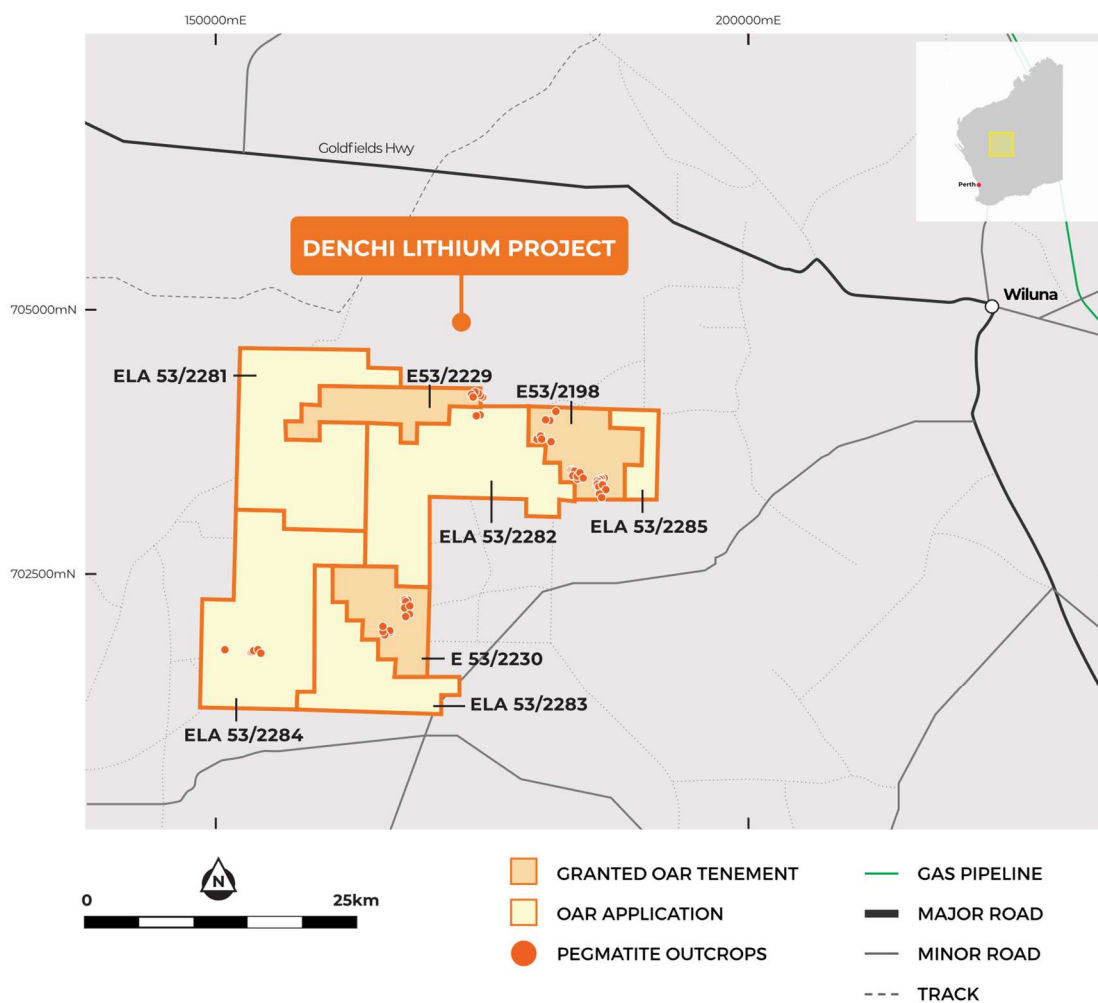 150000mE
200000mE
Goldfields Hwy
Perth
DENCHI LITHIUM PROJECT
705000mN
Wiluna
ELA 53/2281
E53/2229
E53/2198
ELA 53/2285
ELA 53/2282
702500mN
E 53/2230
ELA 53/2283
ELA 53/2284
N
0
25km
GRANTED OAR TENEMENT
OAR APPLICATION
PEGMATITE OUTCROPS
GAS PIPELINE
MAJOR ROAD
MINOR ROAD
TRACK